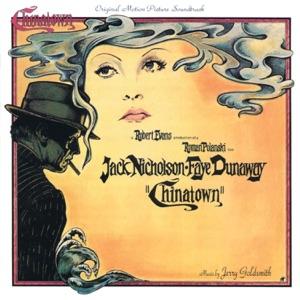 Original Motion Picture Soundtrack
Chinatown
a
Robert Evans
production of a
Roman Polanski
film
Jack Nicholson · Faye Dunaway
"Chinatown"
Music by Jerry Goldsmith